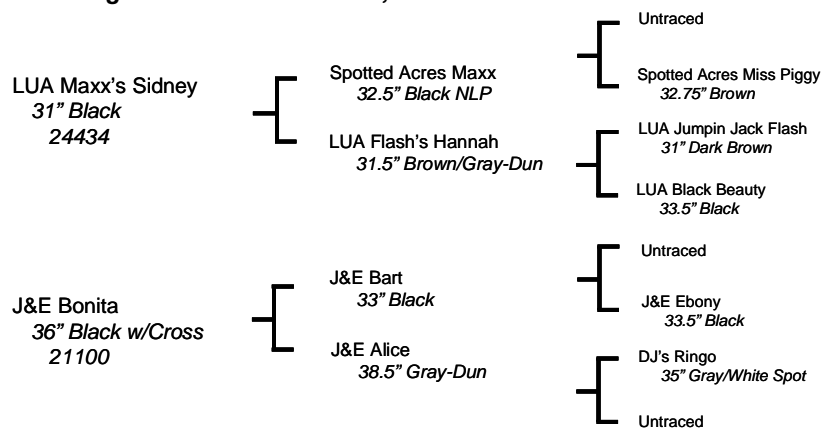 LUA Maxx's Sidney
31" Black
24434
Spotted Acres Maxx
32.5" Black NLP
LUA Flash's Hannah
31.5" Brown/Gray-Dun
Untraced
Spotted Acres Miss Piggy
32.75" Brown
LUA Jumpin Jack Flash
31" Dark Brown
LUA Black Beauty
33.5" Black
J&E Bonita
36" Black w/Cross
21100
J&E Bart
33" Black
J&E Alice
38.5" Gray-Dun
Untraced
J&E Ebony
33.5" Black
DJ's Ringo
35" Gray/White Spot
Untraced